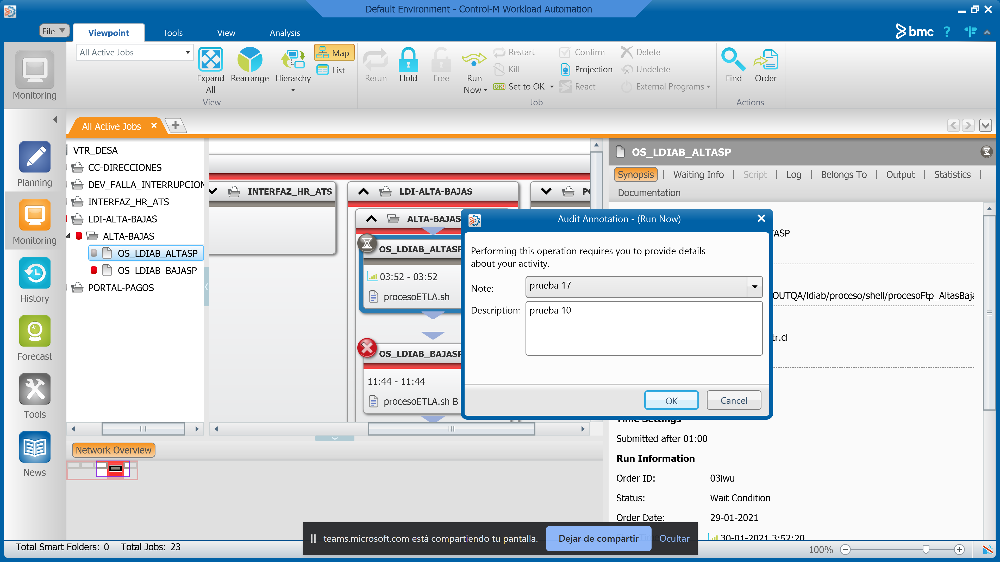 Default Environment - Control-M Workload Automation
File
Viewpoint
Tools
View
Analysis
bmc
?
Monitoring
All Active Jobs
Expand All
Rearrange
Hierarchy
Map
List
View
Rerun
Hold
Free
Run Now
Restart
Kill
OK! Set to OK
Confirm
Projection
React
Delete
Undelete
External Programs
Job
Find
Order
Actions
All Active Jobs
Planning
Monitoring
History
Forecast
Tools
News
VTR_DESA
CC-DIRECCIONES
DEV_FALLA_INTERRUPCION
INTERFAZ_HR_ATS
LDI-ALTA-BAJAS
ALTA-BAJAS
OS_LDIAB_ALTASP
OS_LDIAB_BAJASP
PORTAL-PAGOS
INTERFAZ_HR_ATS
LDI-ALTA-BAJAS
ALTA-BAJAS
OS_LDIAB_ALTASP
03:52 - 03:52
procesoETLA.sh
OS_LDIAB_BAJASP
11:44 - 11:44
procesoETLA.sh B
OS_LDIAB_ALTASP
Synopsis | Waiting Info | Script | Log | Belongs To | Output | Statistics |
Documentation
TASP
OUTQA/ldiab/proceso/shell/procesoFtp_AltasBaja
tr.cl
Audit Annotation - (Run Now)
Performing this operation requires you to provide details
about your activity.
Note: prueba 17
Description: prueba 10
OK
Cancel
Time Settings
Submitted after 01:00
Run Information
Order ID: 03iwu
Status: Wait Condition
Order Date: 29-01-2021
30-01-2021 3:52:20
Network Overview
teams.microsoft.com está compartiendo tu pantalla.
Dejar de compartir
Ocultar
Total Smart Folders: 0 Total Jobs: 23
100%